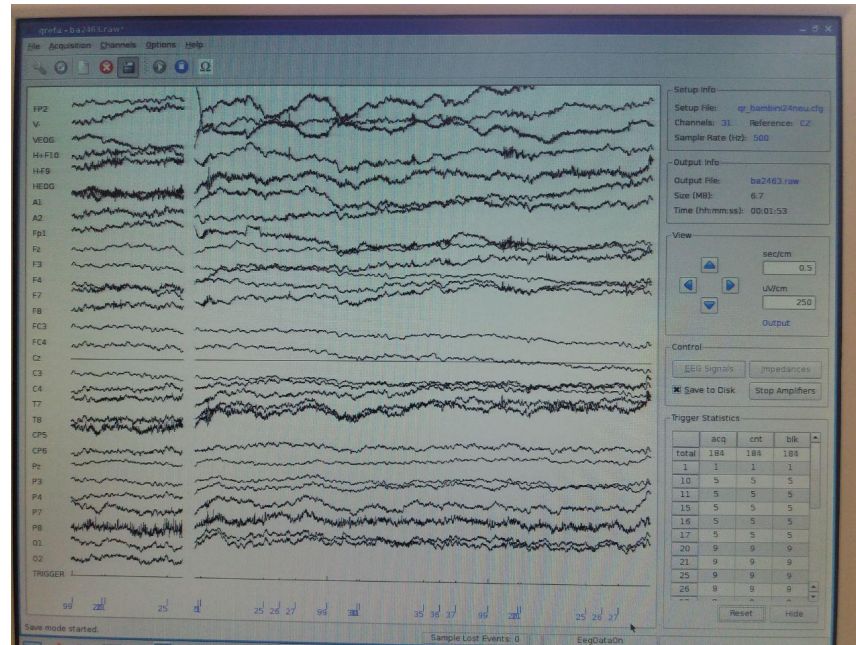 qrefa - ba2463.raw*
File Acquisition Channels Options Help
Ω
FP2
V-
VEOG
H+F10
H-F9
HEOG
A1
A2
Fp1
Fz
F3
F4
F7
F8
FC3
FC4
Cz
C3
C4
T7
T8
CP5
CP6
Pz
P3
P4
P7
P8
O1
O2
TRIGGER
99 25 25 26 27 99 35 36 37 99 25 26 27
Save mode started.
Sample Lost Events: 0 EegDataOn
Setup Info
Setup File: qr_bambini24neu.cfg
Channels: 31 Reference: CZ
Sample Rate (Hz): 500
Output Info
Output File: ba2463.raw
Size (MB): 6.7
Time (hh:mm:ss): 00:01:53
View
sec/cm
0.5
uV/cm
250
Output
Control
EEG Signals Impedances
Save to Disk Stop Amplifiers
Trigger Statistics
acq cnt blk
total 184 184 184
1 1 1 1
10 5 5 5
11 5 5 5
15 5 5 5
16 5 5 5
17 5 5 5
20 9 9 9
21 9 9 9
25 9 9 9
26 9 9 9
Reset Hide